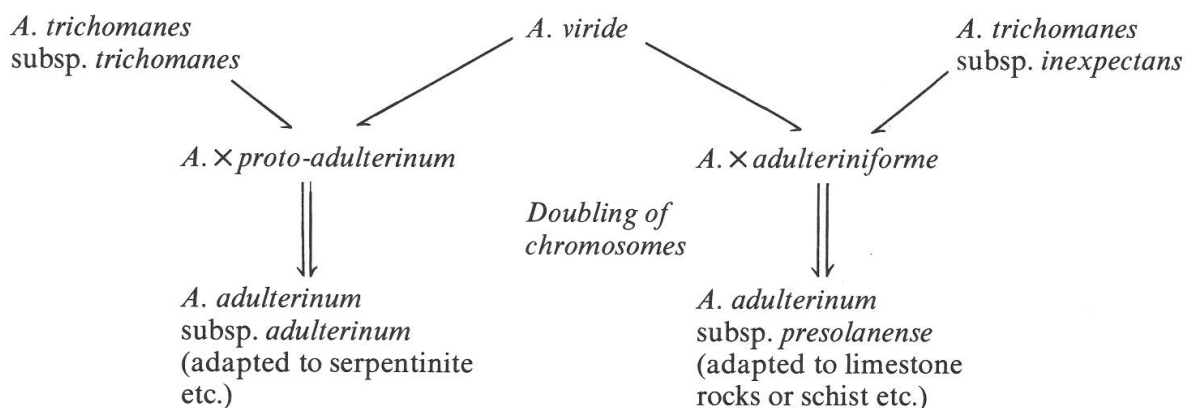 A. trichomanes
subsp. trichomanes
A. viride
A. trichomanes
subsp. inexpectans
A. × proto-adulterinum
A. × adulteriniforme
Doubling of
chromosomes
A. adulterinum
subsp. adulterinum
(adapted to serpentinite
etc.)
A. adulterinum
subsp. presolanense
(adapted to limestone
rocks or schist etc.)